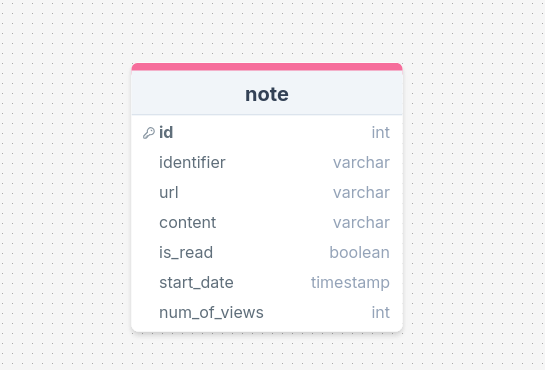 note
id int
identifier varchar
url varchar
content varchar
is_read boolean
start_date timestamp
num_of_views int